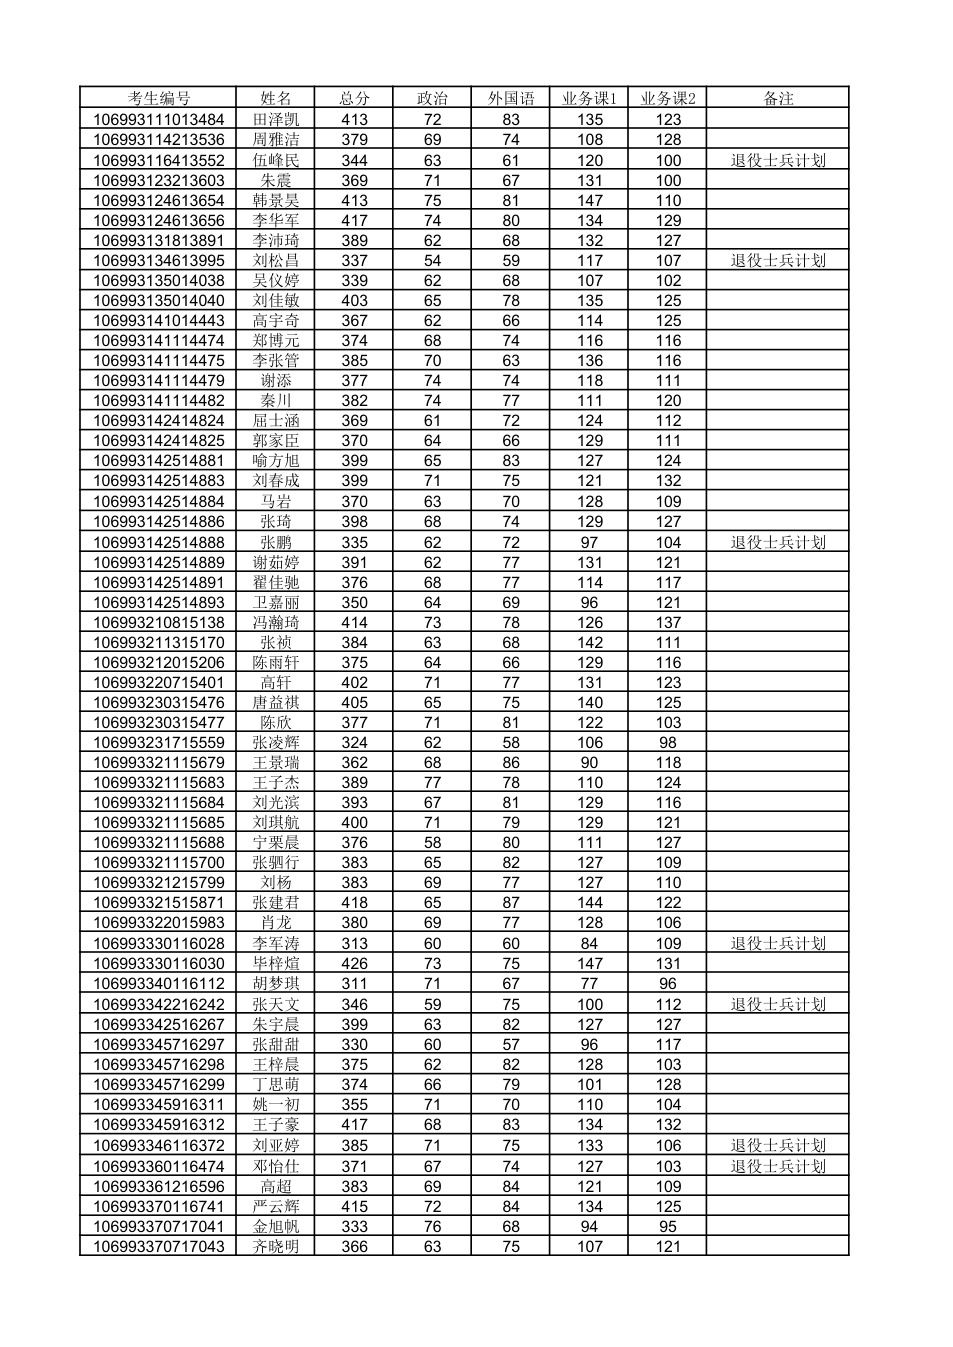 考生编号 姓名 总分 政治 外国语 业务课1 业务课2 备注
106993111013484 田泽凯 413 72 83 135 123
106993114213536 周雅洁 379 69 74 108 128
106993116413552 伍峰民 344 63 61 120 100 退役士兵计划
106993123213603 朱震 369 71 67 131 100
106993124613654 韩景昊 413 75 81 147 110
106993124613656 李华军 417 74 80 134 129
106993131813891 李沛琦 389 62 68 132 127
106993134613995 刘松昌 337 54 59 117 107 退役士兵计划
106993135014038 吴仪婷 339 62 68 107 102
106993135014040 刘佳敏 403 65 78 135 125
106993141014443 高宇奇 367 62 66 114 125
106993141114474 郑博元 374 68 74 116 116
106993141114475 李张管 385 70 63 136 116
106993141114479 谢添 377 74 74 118 111
106993141114482 秦川 382 74 77 111 120
106993142414824 屈士涵 369 61 72 124 112
106993142414825 郭家臣 370 64 66 129 111
106993142514881 喻方旭 399 65 83 127 124
106993142514883 刘春成 399 71 75 121 132
106993142514884 马岩 370 63 70 128 109
106993142514886 张琦 398 68 74 129 127
106993142514888 张鹏 335 62 72 97 104 退役士兵计划
106993142514889 谢茹婷 391 62 77 131 121
106993142514891 翟佳驰 376 68 77 114 117
106993142514893 卫嘉丽 350 64 69 96 121
106993210815138 冯瀚琦 414 73 78 126 137
106993211315170 张祯 384 63 68 142 111
106993212015206 陈雨轩 375 64 66 129 116
106993220715401 高轩 402 71 77 131 123
106993230315476 唐益祺 405 65 75 140 125
106993230315477 陈欣 377 71 81 122 103
106993231715559 张凌辉 324 62 58 106 98
106993321115679 王景瑞 362 68 86 90 118
106993321115683 王子杰 389 77 78 110 124
106993321115684 刘光滨 393 67 81 129 116
106993321115685 刘琪航 400 71 79 129 121
106993321115688 宁栗晨 376 58 80 111 127
106993321115700 张驷行 383 65 82 127 109
106993321215799 刘杨 383 69 77 127 110
106993321515871 张建君 418 65 87 144 122
106993322015983 肖龙 380 69 77 128 106
106993330116028 李军涛 313 60 60 84 109 退役士兵计划
106993330116030 毕梓煊 426 73 75 147 131
106993340116112 胡梦琪 311 71 67 77 96
106993342216242 张天文 346 59 75 100 112 退役士兵计划
106993342516267 朱宇晨 399 63 82 127 127
106993345716297 张甜甜 330 60 57 96 117
106993345716298 王梓晨 375 62 82 128 103
106993345716299 丁思萌 374 66 79 101 128
106993345916311 姚一初 355 71 70 110 104
106993345916312 王子豪 417 68 83 134 132
106993346116372 刘亚婷 385 71 75 133 106 退役士兵计划
106993360116474 邓怡仕 371 67 74 127 103 退役士兵计划
106993361216596 高超 383 69 84 121 109
106993370116741 严云辉 415 72 84 134 125
106993370717041 金旭帆 333 76 68 94 95
106993370717043 齐晓明 366 63 75 107 121